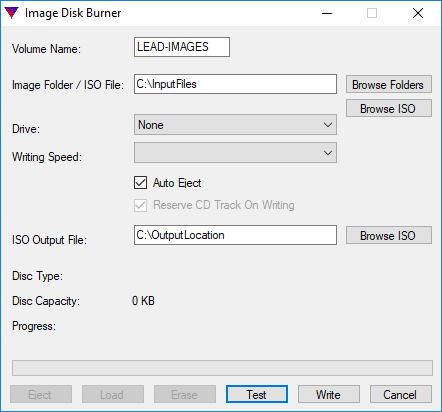 Image Disk Burner
Volume Name: LEAD-IMAGES
Image Folder / ISO File: C:\InputFiles Browse Folders
Browse ISO
Drive: None
Writing Speed:
Auto Eject
Reserve CD Track On Writing
ISO Output File: C:\OutputLocation Browse ISO
Disc Type:
Disc Capacity: 0 KB
Progress:
Eject Load Erase Test Write Cancel